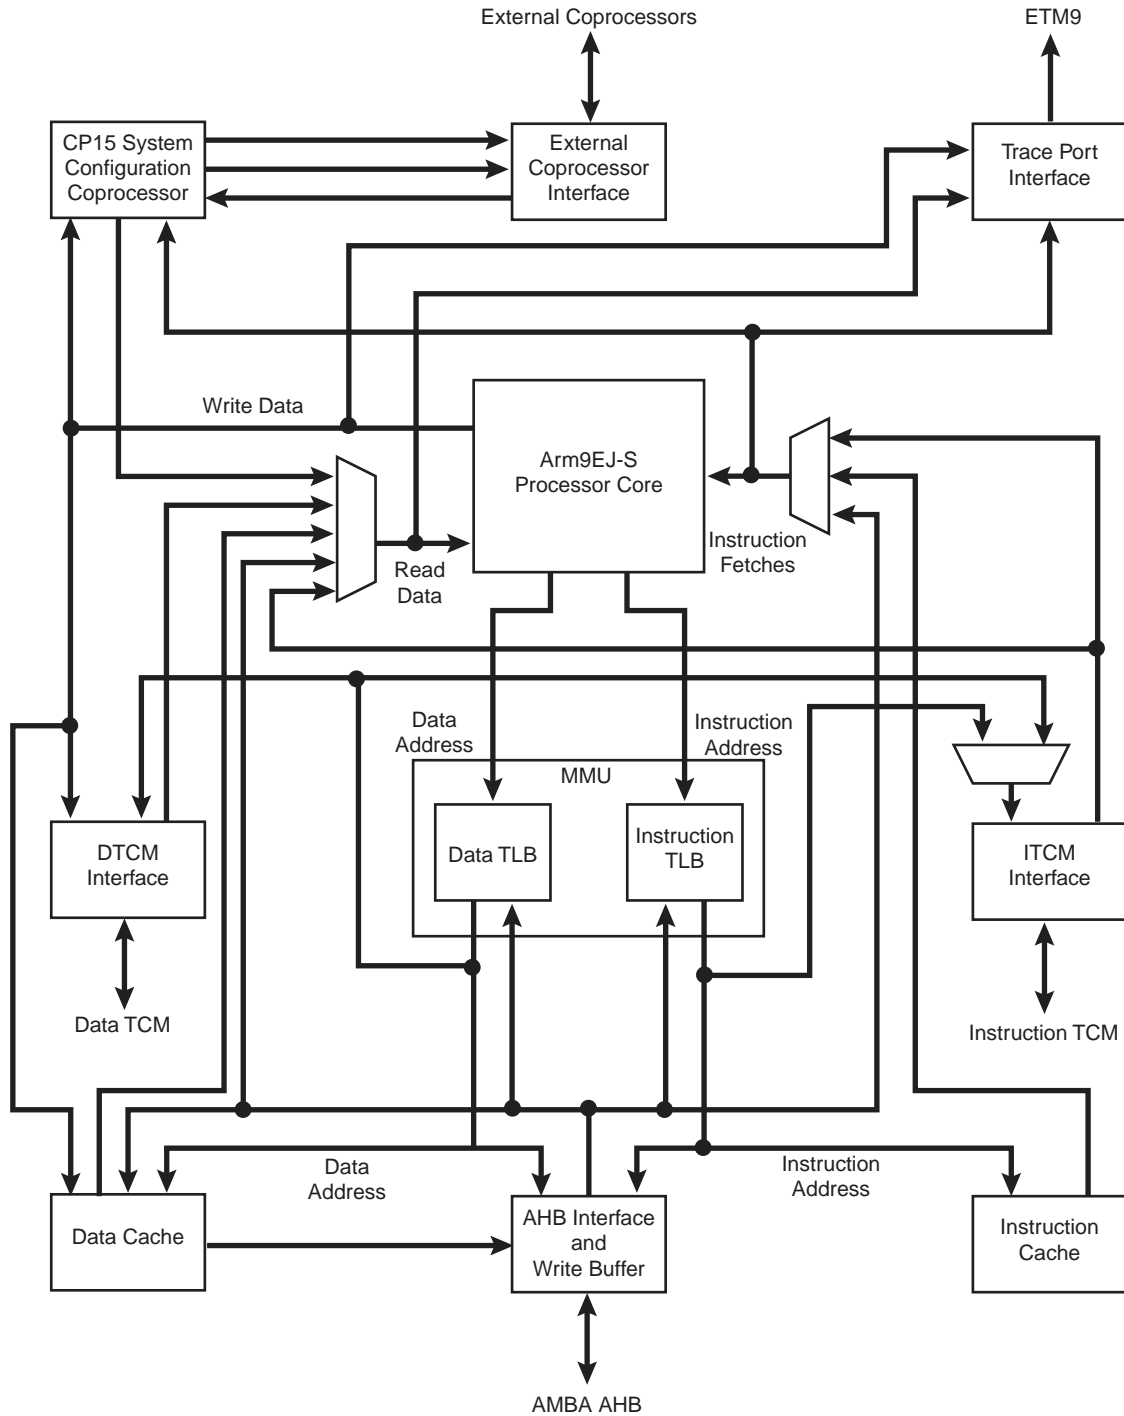 External Coprocessors
ETM9
CP15 System
Configuration
Coprocessor
External
Coprocessor
Interface
Trace Port
Interface
Write Data
Arm9EJ-S
Processor Core
Instruction
Fetches
Read
Data
Data
Address
Instruction
Address
MMU
Data TLB
Instruction
TLB
DTCM
Interface
ITCM
Interface
Data TCM
Instruction TCM
Data
Address
Instruction
Address
Data Cache
AHB Interface
and
Write Buffer
Instruction
Cache
AMBA AHB